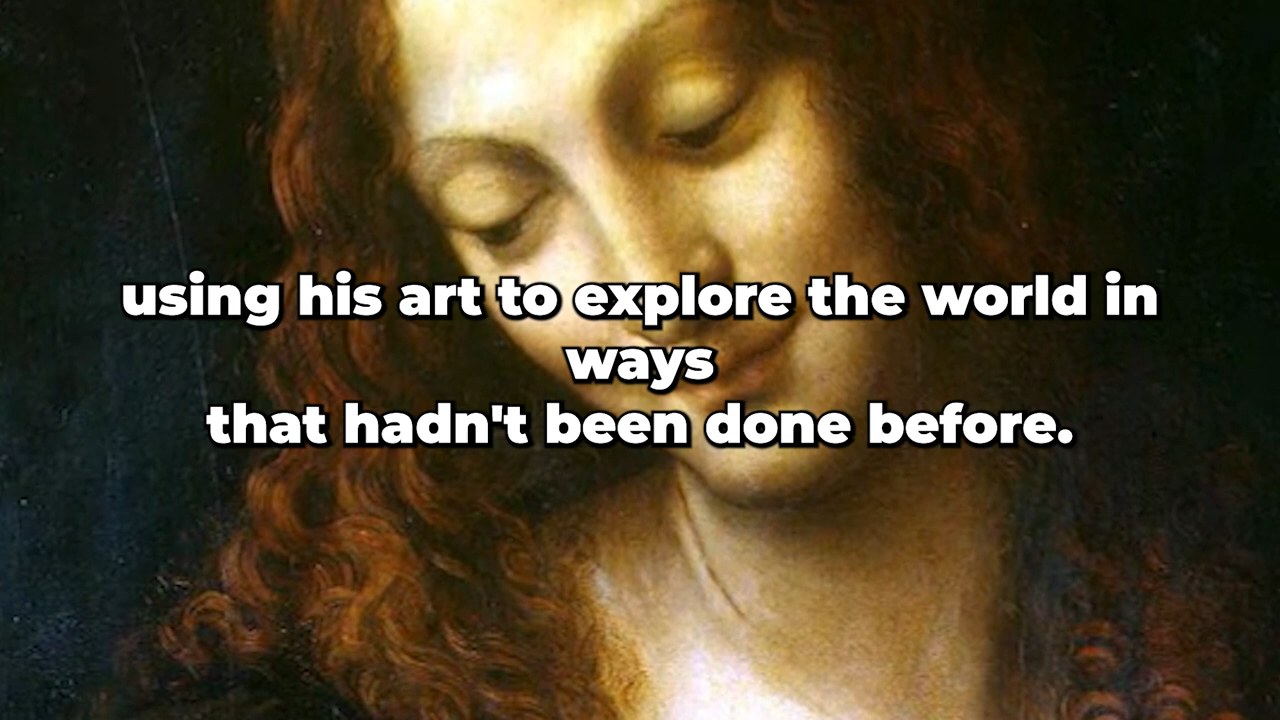 using his art to explore the world in
ways
that hadn't been done before.